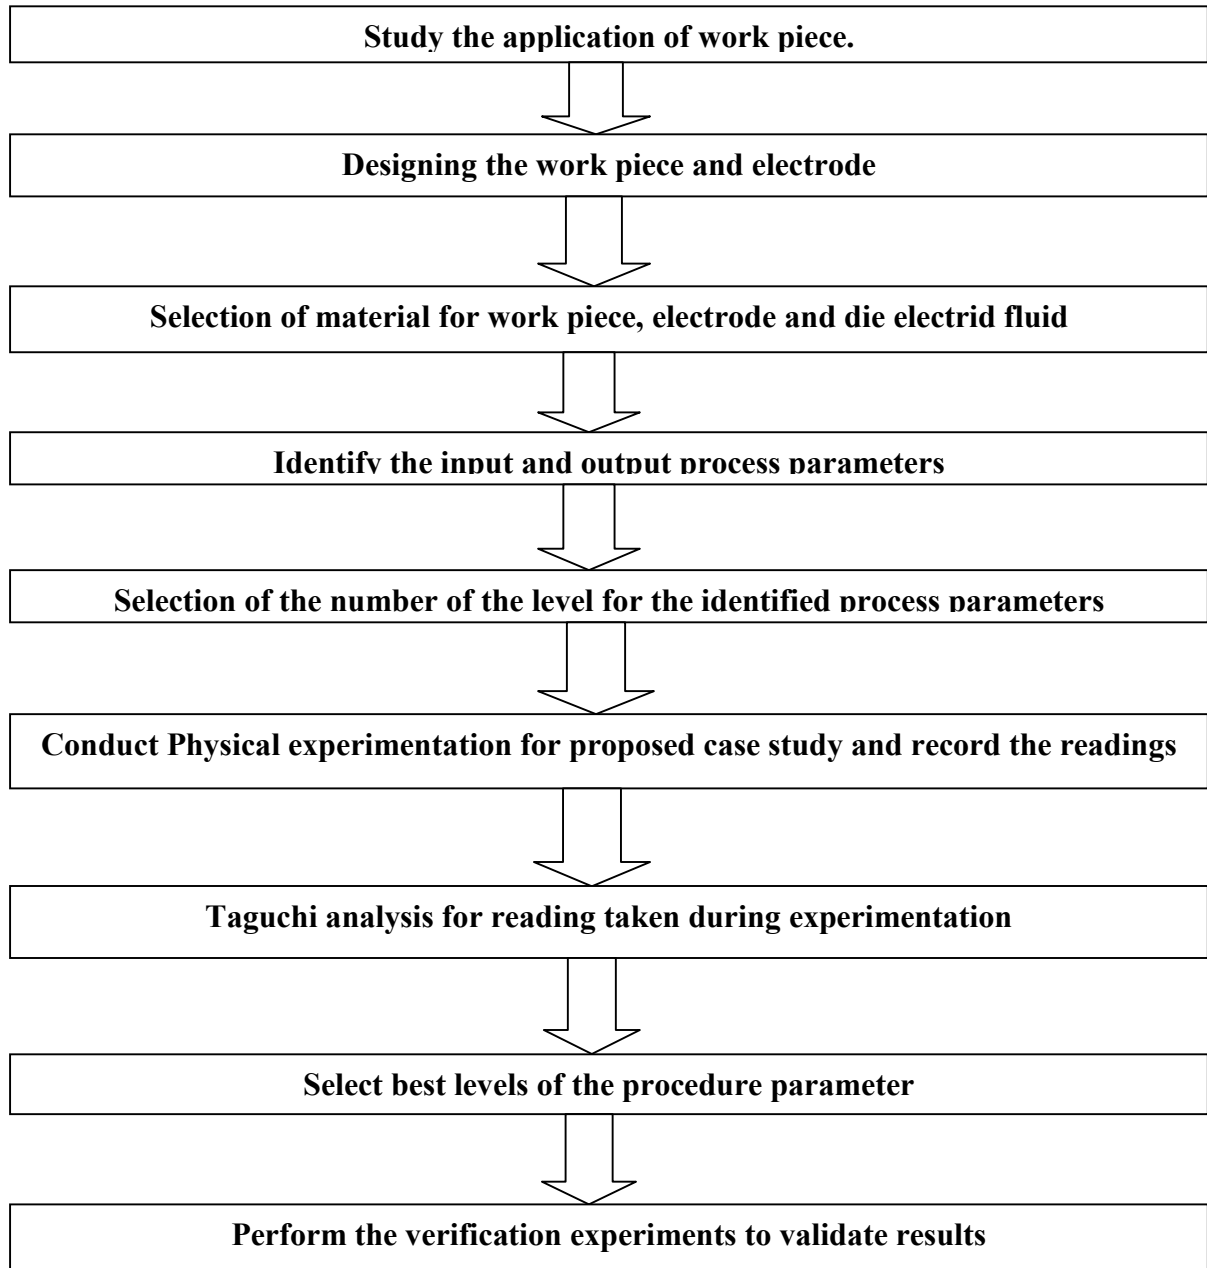 Study the application of work piece.
Designing the work piece and electrode
Selection of material for work piece, electrode and die electrid fluid
Identify the input and output process parameters
Selection of the number of the level for the identified process parameters
Conduct Physical experimentation for proposed case study and record the readings
Taguchi analysis for reading taken during experimentation
Select best levels of the procedure parameter
Perform the verification experiments to validate results